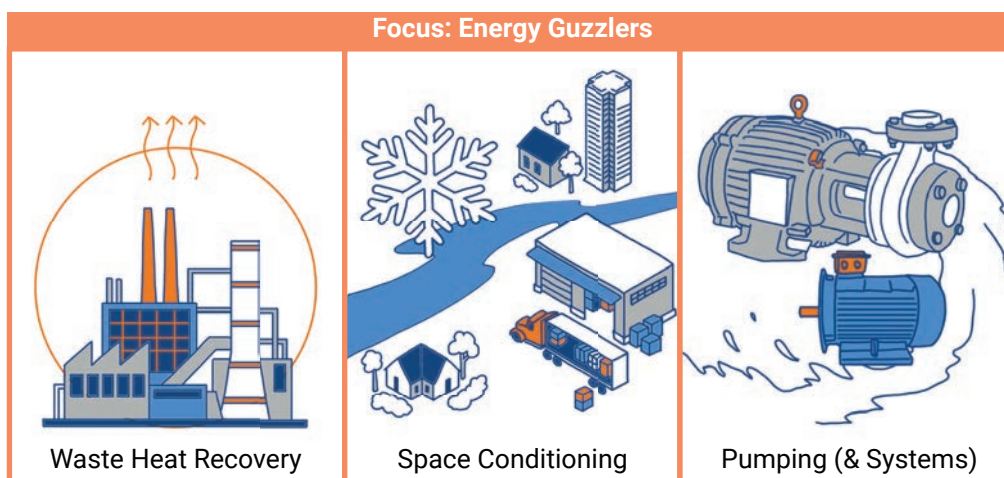 Focus: Energy Guzzlers
Waste Heat Recovery
Space Conditioning
Pumping (& Systems)